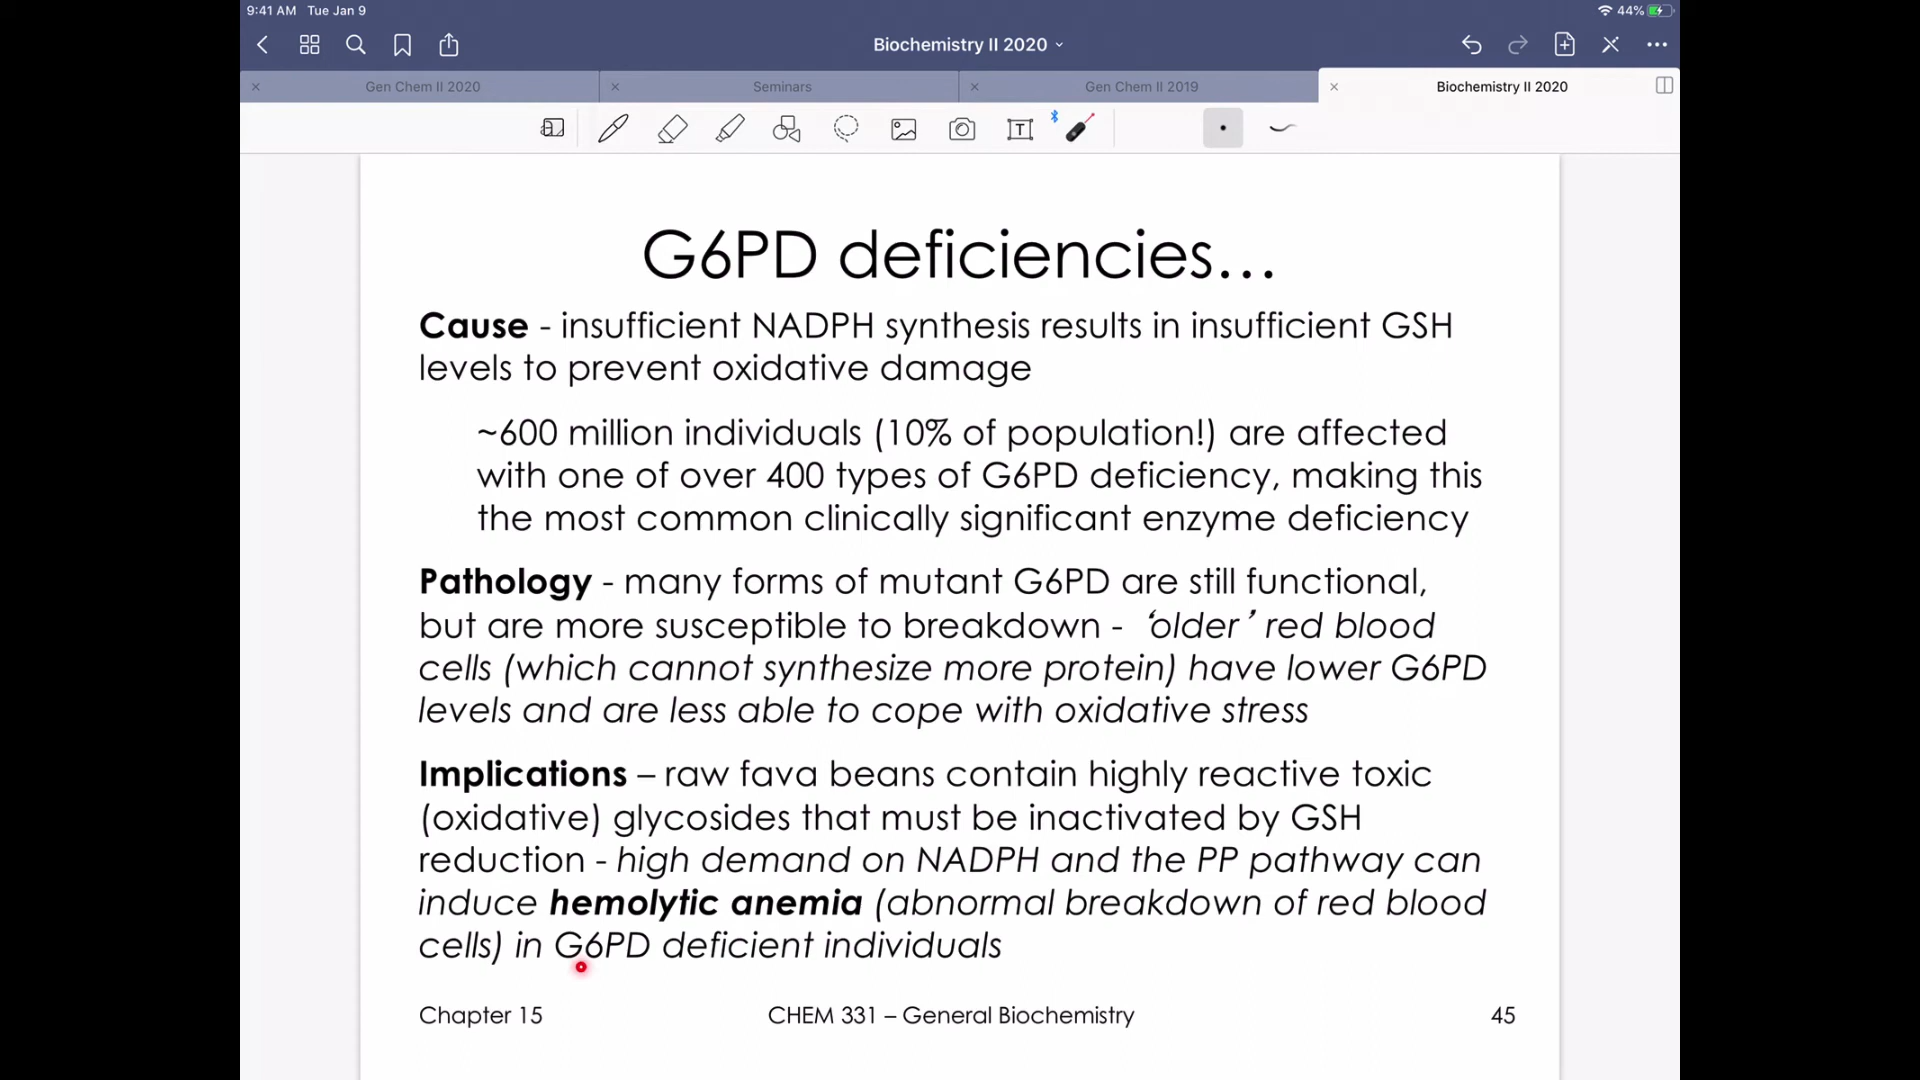 9:41 AM Tue Jan 9
44%
Biochemistry II 2020
Gen Chem II 2020
Seminars
Gen Chem II 2019
Biochemistry II 2020
T
G6PD deficiencies…
Cause - insufficient NADPH synthesis results in insufficient GSH
levels to prevent oxidative damage
~600 million individuals (10% of population!) are affected
with one of over 400 types of G6PD deficiency, making this
the most common clinically significant enzyme deficiency
Pathology - many forms of mutant G6PD are still functional,
but are more susceptible to breakdown - ‘older’ red blood
cells (which cannot synthesize more protein) have lower G6PD
levels and are less able to cope with oxidative stress
Implications – raw fava beans contain highly reactive toxic
(oxidative) glycosides that must be inactivated by GSH
reduction - high demand on NADPH and the PP pathway can
induce hemolytic anemia (abnormal breakdown of red blood
cells) in G6PD deficient individuals
Chapter 15
CHEM 331 – General Biochemistry
45